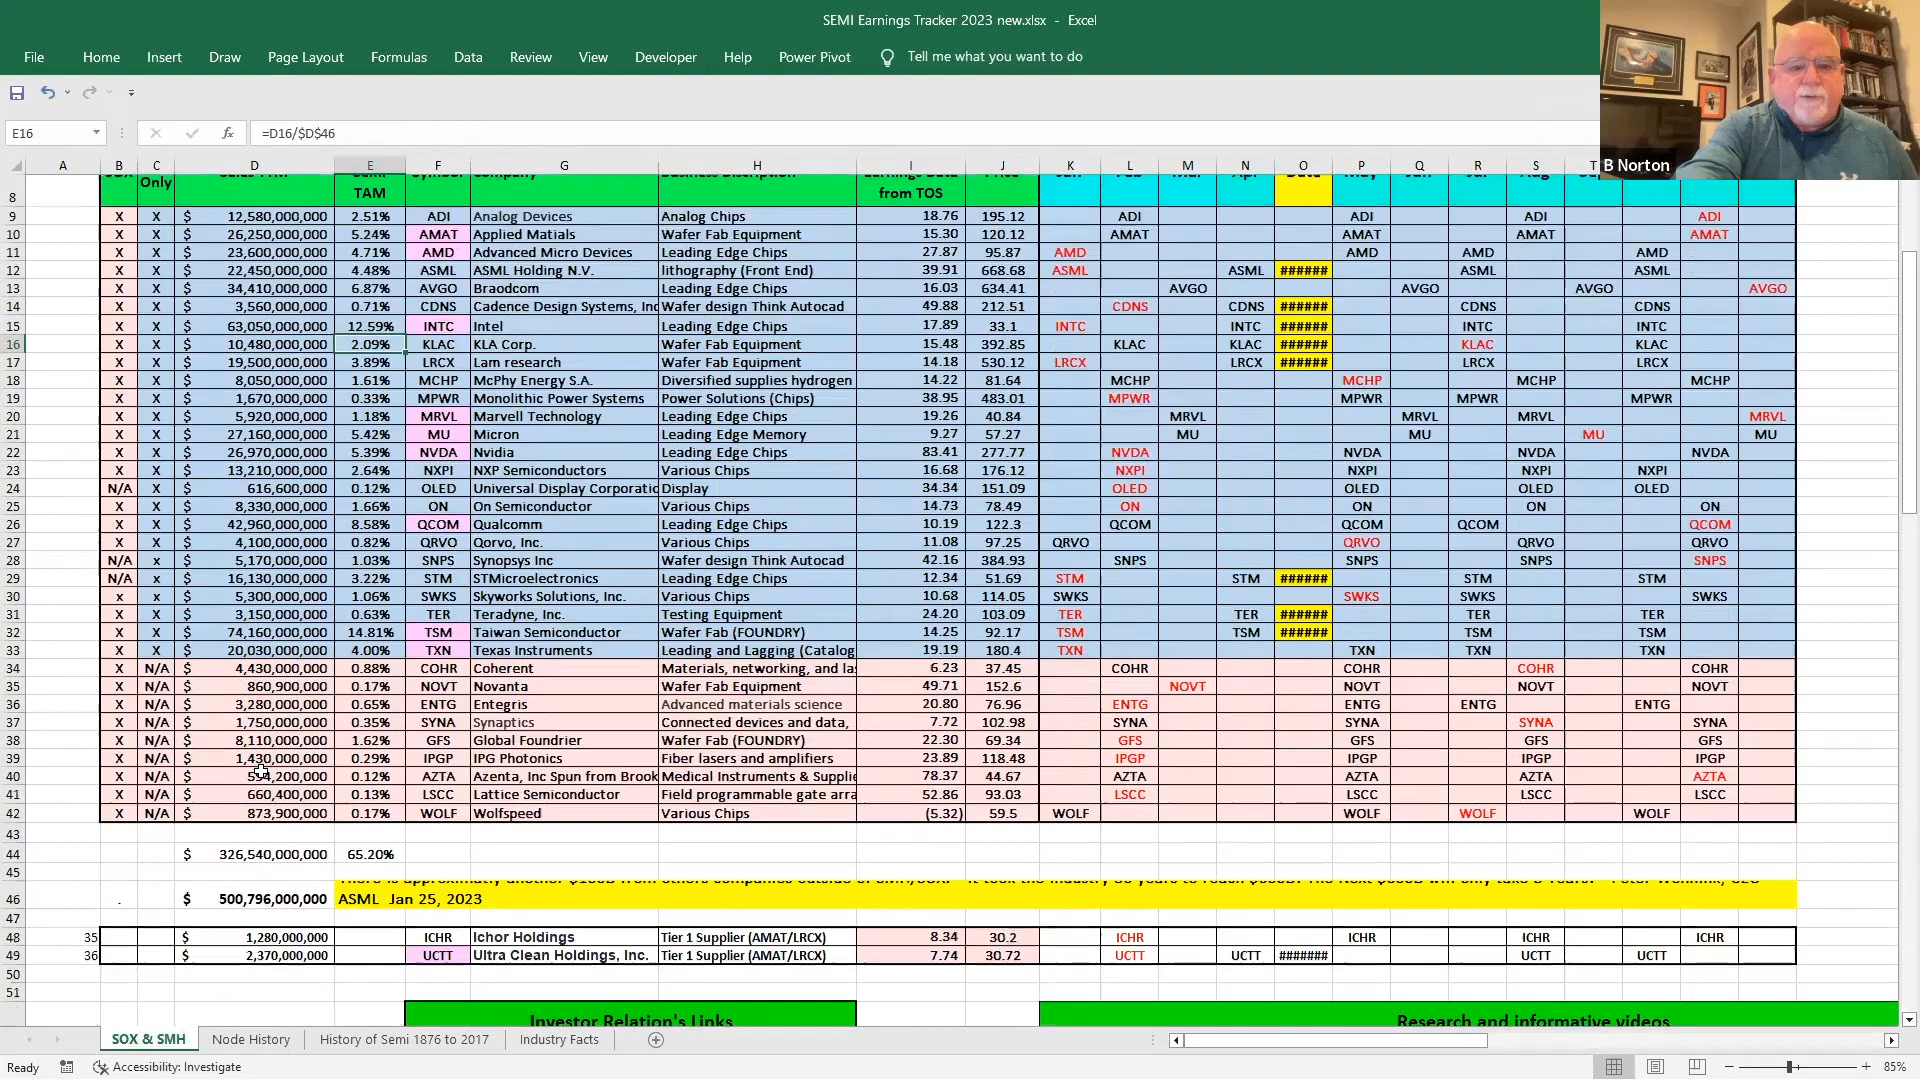 SEMI Earnings Tracker 2023 new.xlsx - Excel
File Home Insert Draw Page Layout Formulas Data Review View Developer Help Power Pivot Tell me what you want to do
E16 fx =D16/$D$46
B Norton
A B C D E F G H I J K L M N O P Q R S T
8 Only TAM from TOS
9 X X $ 12,580,000,000 2.51% ADI Analog Devices Analog Chips 18.76 195.12 ADI ADI ADI ADI
10 X X $ 26,250,000,000 5.24% AMAT Applied Matials Wafer Fab Equipment 15.30 120.12 AMAT AMAT AMAT AMAT
11 X X $ 23,600,000,000 4.71% AMD Advanced Micro Devices Leading Edge Chips 27.87 95.87 AMD AMD AMD AMD
12 X X $ 22,450,000,000 4.48% ASML ASML Holding N.V. lithography (Front End) 39.91 668.68 ASML ASML ###### ASML ASML
13 X X $ 34,410,000,000 6.87% AVGO Braodcom Leading Edge Chips 16.03 634.41 AVGO AVGO AVGO AVGO
14 X X $ 3,560,000,000 0.71% CDNS Cadence Design Systems, Inc Wafer design Think Autocad 49.88 212.51 CDNS CDNS ###### CDNS CDNS
15 X X $ 63,050,000,000 12.59% INTC Intel Leading Edge Chips 17.89 33.1 INTC INTC ###### INTC INTC
16 X X $ 10,480,000,000 2.09% KLAC KLA Corp. Wafer Fab Equipment 15.48 392.85 KLAC KLAC ###### KLAC KLAC
17 X X $ 19,500,000,000 3.89% LRCX Lam research Wafer Fab Equipment 14.18 530.12 LRCX LRCX ###### LRCX LRCX
18 X X $ 8,050,000,000 1.61% MCHP McPhy Energy S.A. Diversified supplies hydrogen 14.22 81.64 MCHP MCHP MCHP MCHP
19 X X $ 1,670,000,000 0.33% MPWR Monolithic Power Systems Power Solutions (Chips) 38.95 483.01 MPWR MPWR MPWR MPWR
20 X X $ 5,920,000,000 1.18% MRVL Marvell Technology Leading Edge Chips 19.26 40.84 MRVL MRVL MRVL MRVL
21 X X $ 27,160,000,000 5.42% MU Micron Leading Edge Memory 9.27 57.27 MU MU MU MU
22 X X $ 26,970,000,000 5.39% NVDA Nvidia Leading Edge Chips 83.41 277.77 NVDA NVDA NVDA NVDA
23 X X $ 13,210,000,000 2.64% NXPI NXP Semiconductors Various Chips 16.68 176.12 NXPI NXPI NXPI NXPI
24 N/A X $ 616,600,000 0.12% OLED Universal Display Corporatio Display 34.34 151.09 OLED OLED OLED OLED
25 X X $ 8,330,000,000 1.66% ON On Semiconductor Various Chips 14.73 78.49 ON ON ON ON
26 X X $ 42,960,000,000 8.58% QCOM Qualcomm Leading Edge Chips 10.19 122.3 QCOM QCOM QCOM QCOM
27 X X $ 4,100,000,000 0.82% QRVO Qorvo, Inc. Various Chips 11.08 97.25 QRVO QRVO QRVO QRVO
28 N/A x $ 5,170,000,000 1.03% SNPS Synopsys Inc Wafer design Think Autocad 42.16 384.93 SNPS SNPS SNPS SNPS
29 N/A x $ 16,130,000,000 3.22% STM STMicroelectronics Leading Edge Chips 12.34 51.69 STM STM ###### STM STM
30 x x $ 5,300,000,000 1.06% SWKS Skyworks Solutions, Inc. Various Chips 10.68 114.05 SWKS SWKS SWKS SWKS
31 X X $ 3,150,000,000 0.63% TER Teradyne, Inc. Testing Equipment 24.20 103.09 TER TER ###### TER TER
32 X X $ 74,160,000,000 14.81% TSM Taiwan Semiconductor Wafer Fab (FOUNDRY) 14.25 92.17 TSM TSM ###### TSM TSM
33 X X $ 20,030,000,000 4.00% TXN Texas Instruments Leading and Lagging (Catalog 19.19 180.4 TXN TXN TXN TXN
34 X N/A $ 4,430,000,000 0.88% COHR Coherent Materials, networking, and las 6.23 37.45 COHR COHR COHR COHR
35 X N/A $ 860,900,000 0.17% NOVT Novanta Wafer Fab Equipment 49.71 152.6 NOVT NOVT NOVT NOVT
36 X N/A $ 3,280,000,000 0.65% ENTG Entegris Advanced materials science 20.80 76.96 ENTG ENTG ENTG ENTG
37 X N/A $ 1,750,000,000 0.35% SYNA Synaptics Connected devices and data, 7.72 102.98 SYNA SYNA SYNA SYNA
38 X N/A $ 8,110,000,000 1.62% GFS Global Foundrier Wafer Fab (FOUNDRY) 22.30 69.34 GFS GFS GFS GFS
39 X N/A $ 1,430,000,000 0.29% IPGP IPG Photonics Fiber lasers and amplifiers 23.89 118.48 IPGP IPGP IPGP IPGP
40 X N/A $ 0.12% AZTA Azenta, Inc Spun from Brook Medical Instruments & Supplie 78.37 44.67 AZTA AZTA AZTA AZTA
41 X N/A $ 660,400,000 0.13% LSCC Lattice Semiconductor Field programmable gate arra 52.86 93.03 LSCC LSCC LSCC LSCC
42 X N/A $ 873,900,000 0.17% WOLF Wolfspeed Various Chips (5.32) 59.5 WOLF WOLF WOLF WOLF
43
44 $ 326,540,000,000 65.20%
45
46 . $ 500,796,000,000 ASML Jan 25, 2023
47
48 35 $ 1,280,000,000 ICHR Ichor Holdings Tier 1 Supplier (AMAT/LRCX) 8.34 30.2 ICHR ICHR ICHR ICHR
49 36 $ 2,370,000,000 UCTT Ultra Clean Holdings, Inc. Tier 1 Supplier (AMAT/LRCX) 7.74 30.72 UCTT UCTT ####### UCTT UCTT
50
51
Investor Relation's Links Research and informative videos
SOX & SMH Node History History of Semi 1876 to 2017 Industry Facts
Ready Accessibility: Investigate 85%